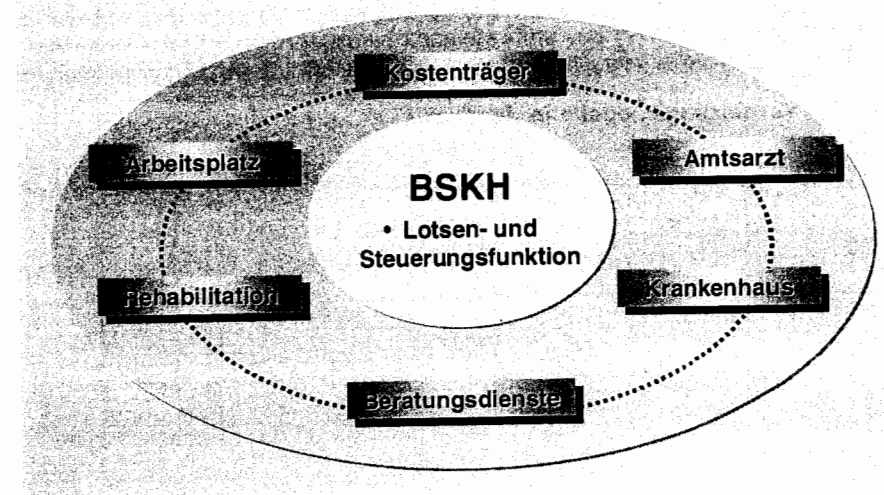 Kostenträger
Arbeitsplatz
Amtsarzt
BSKH
• Lotsen- und
Steuerungsfunktion
Rehabilitation
Krankenhaus
Beratungsdienste